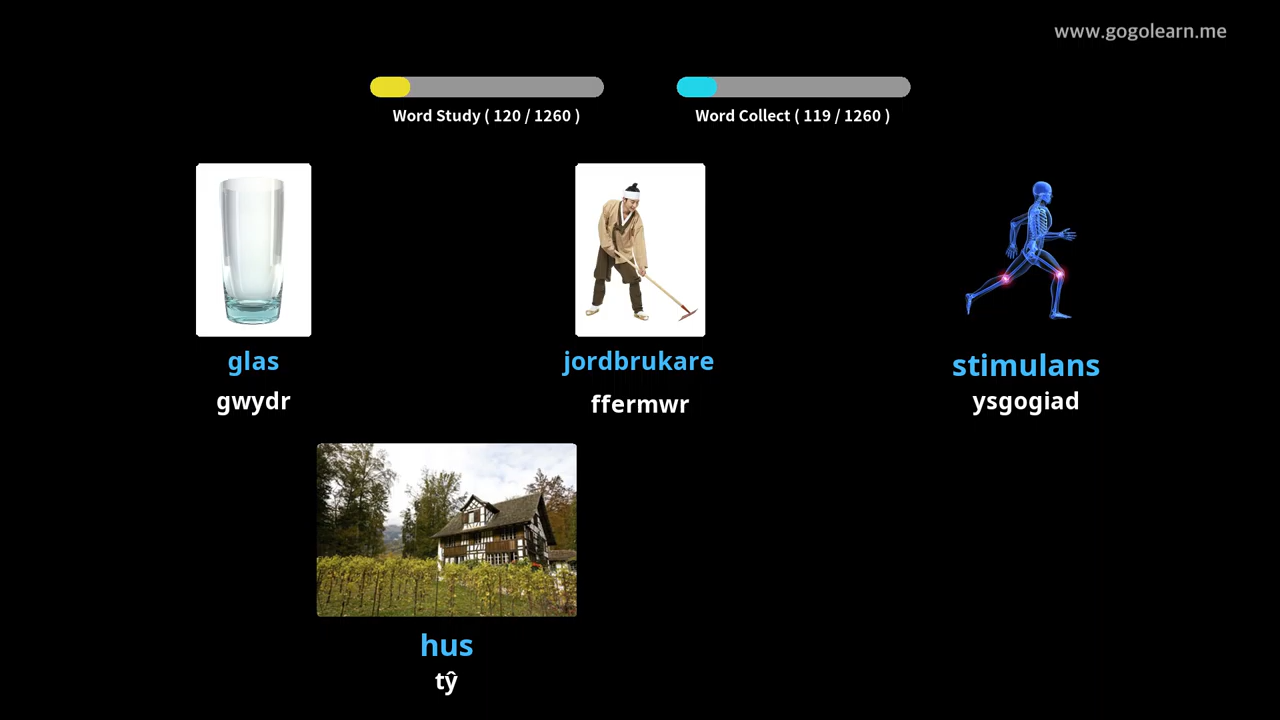 www.gogolearn.me
Word Study ( 120 / 1260 )
Word Collect ( 119 / 1260 )
glas
jordbrukare
stimulans
gwydr
ffermwr
ysgogiad
hus
tŷ